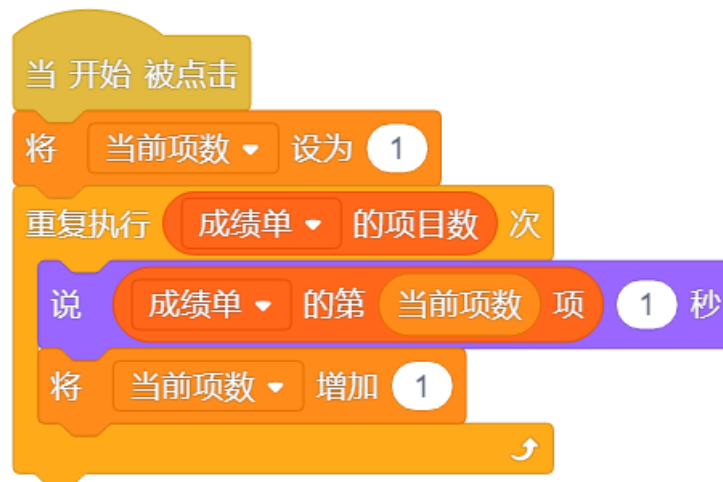 当 开始 被点击
将 当前项数 设为 1
重复执行 成绩单 的项目数 次
说 成绩单 的第 当前项数 项 1 秒
将 当前项数 增加 1